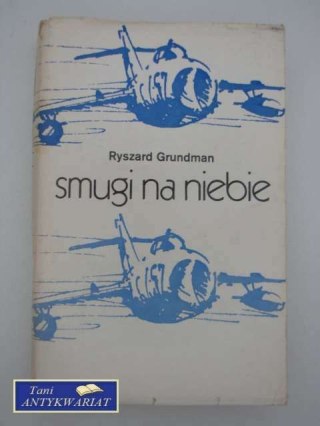 Ryszard Grundman
smugi na niebie
Tani
ANTYKWARIAT